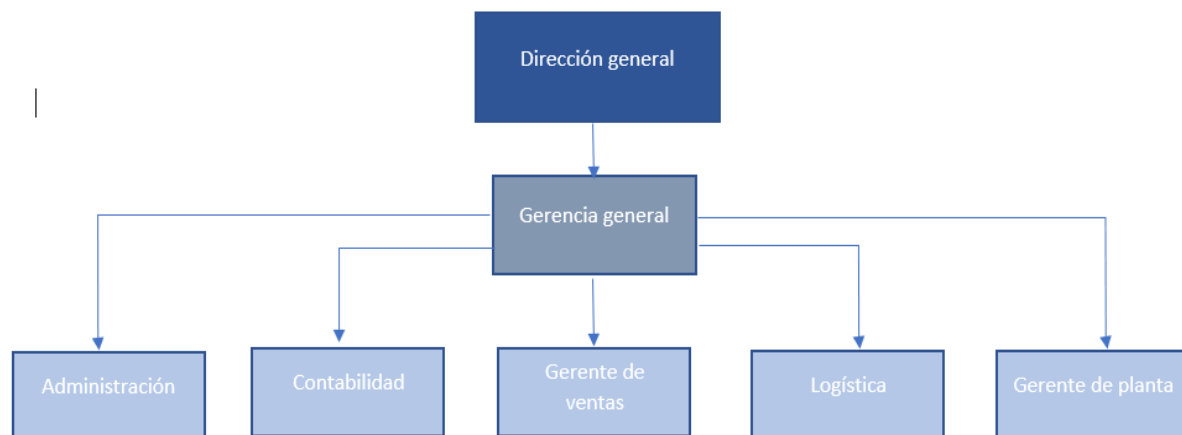 Dirección general
Gerencia general
Administración
Contabilidad
Gerente de
ventas
Logística
Gerente de planta